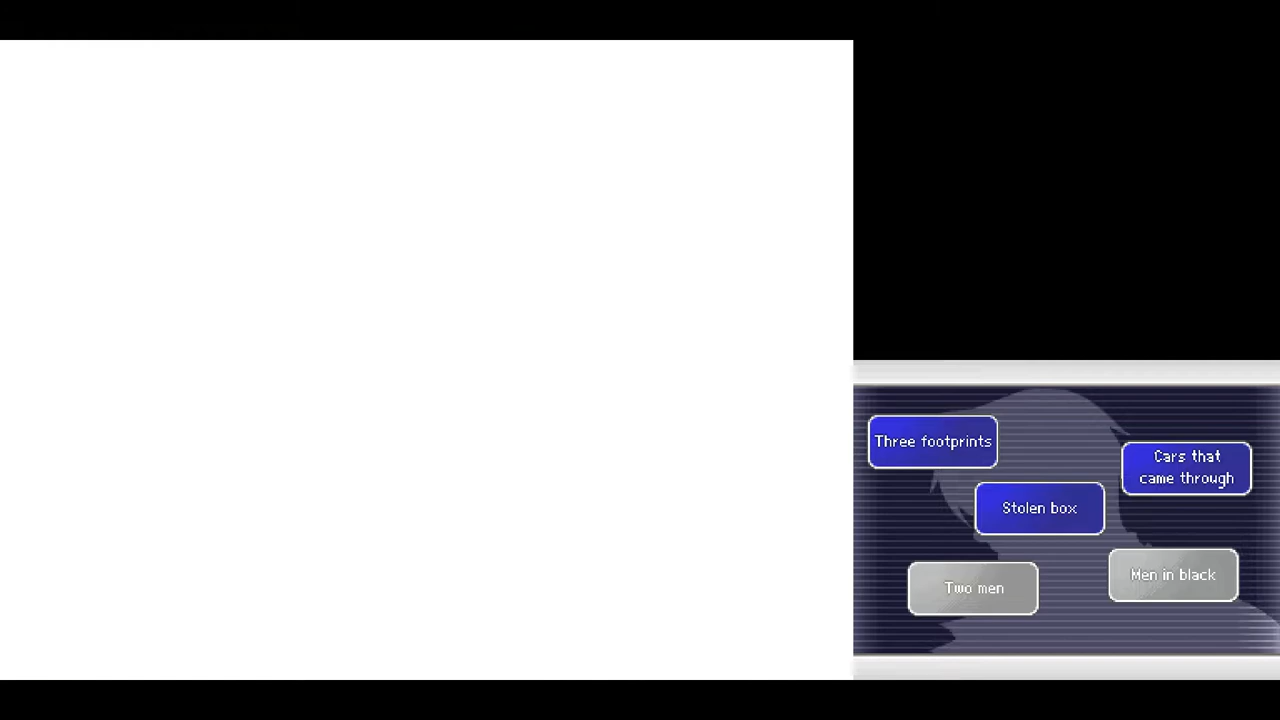 Three footprints
Cars that
came through
Stolen box
Men in black
Two men